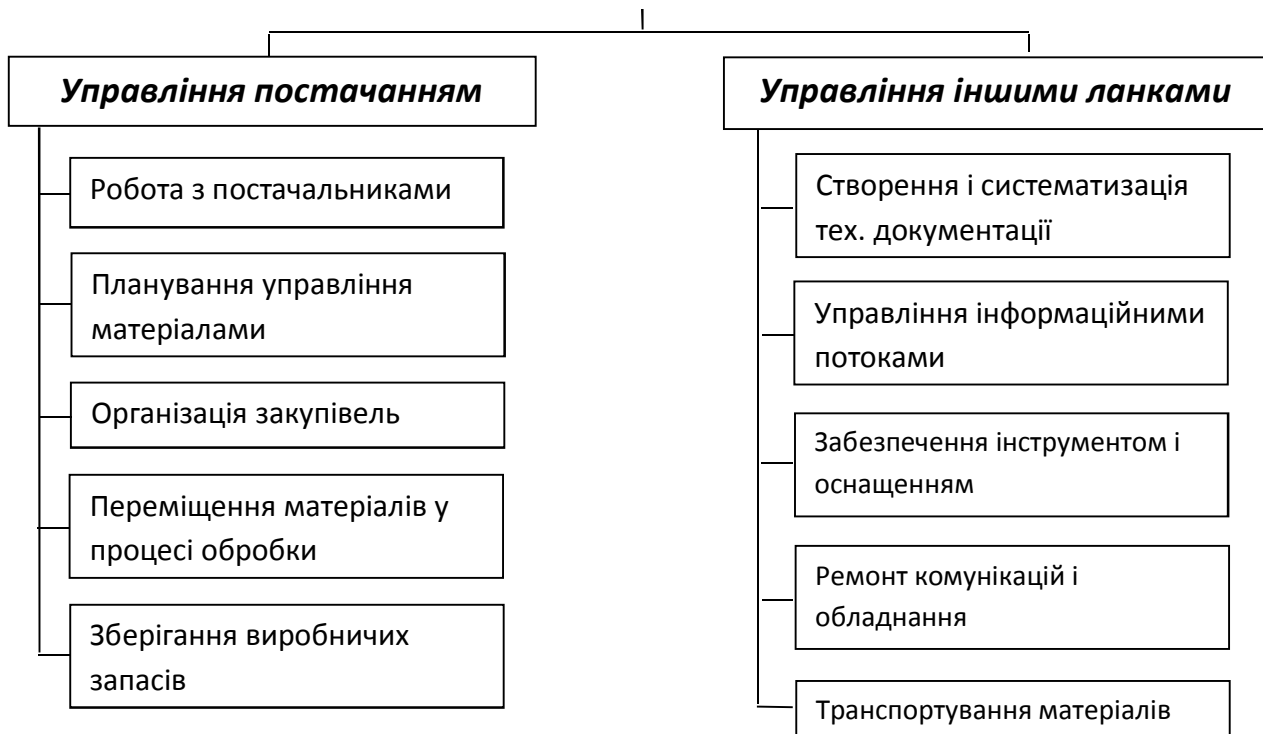 Управління постачанням
Робота з постачальниками
Планування управління
матеріалами
Організація закупівель
Переміщення матеріалів у
процесі обробки
Зберігання виробничих
запасів
Управління іншими ланками
Створення і систематизація
тех. документації
Управління інформаційними
потоками
Забезпечення інструментом і
оснащенням
Ремонт комунікацій і
обладнання
Транспортування матеріалів